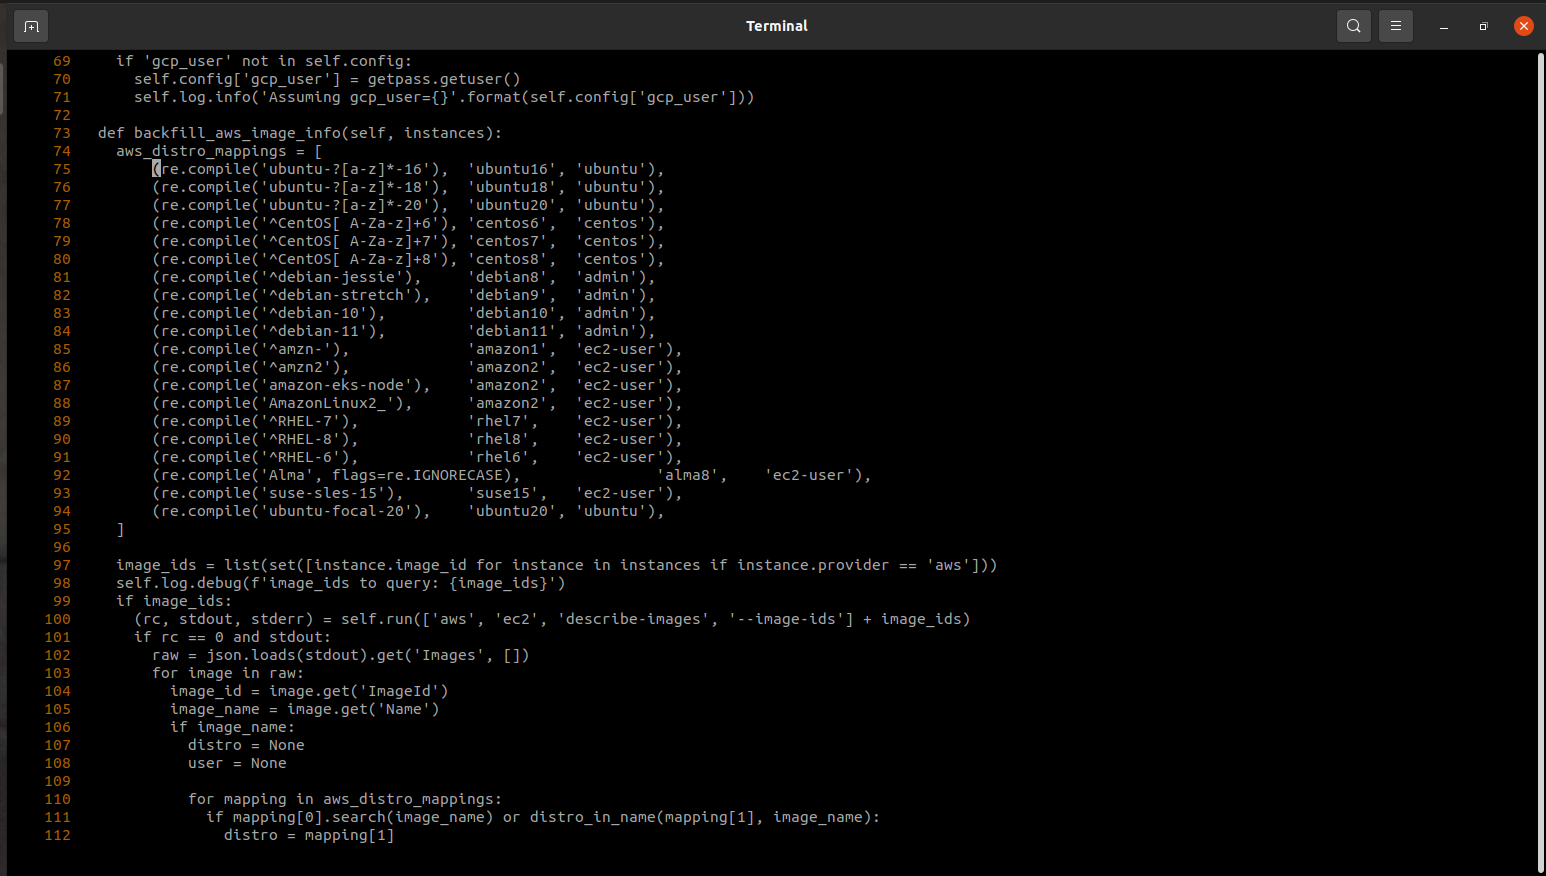 Terminal
69     if 'gcp_user' not in self.config:
70       self.config['gcp_user'] = getpass.getuser()
71       self.log.info('Assuming gcp_user={}'.format(self.config['gcp_user']))
72
73   def backfill_aws_image_info(self, instances):
74     aws_distro_mappings = [
75         (re.compile('ubuntu-?[a-z]*-16'),  'ubuntu16', 'ubuntu'),
76         (re.compile('ubuntu-?[a-z]*-18'),  'ubuntu18', 'ubuntu'),
77         (re.compile('ubuntu-?[a-z]*-20'),  'ubuntu20', 'ubuntu'),
78         (re.compile('^CentOS[ A-Za-z]+6'), 'centos6',  'centos'),
79         (re.compile('^CentOS[ A-Za-z]+7'), 'centos7',  'centos'),
80         (re.compile('^CentOS[ A-Za-z]+8'), 'centos8',  'centos'),
81         (re.compile('^debian-jessie'),     'debian8',  'admin'),
82         (re.compile('^debian-stretch'),    'debian9',  'admin'),
83         (re.compile('^debian-10'),         'debian10', 'admin'),
84         (re.compile('^debian-11'),         'debian11', 'admin'),
85         (re.compile('^amzn-'),             'amazon1',  'ec2-user'),
86         (re.compile('^amzn2'),             'amazon2',  'ec2-user'),
87         (re.compile('amazon-eks-node'),    'amazon2',  'ec2-user'),
88         (re.compile('AmazonLinux2_'),      'amazon2',  'ec2-user'),
89         (re.compile('^RHEL-7'),            'rhel7',    'ec2-user'),
90         (re.compile('^RHEL-8'),            'rhel8',    'ec2-user'),
91         (re.compile('^RHEL-6'),            'rhel6',    'ec2-user'),
92         (re.compile('Alma', flags=re.IGNORECASE),               'alma8',    'ec2-user'),
93         (re.compile('suse-sles-15'),       'suse15',   'ec2-user'),
94         (re.compile('ubuntu-focal-20'),    'ubuntu20', 'ubuntu'),
95     ]
96
97     image_ids = list(set([instance.image_id for instance in instances if instance.provider == 'aws']))
98     self.log.debug(f'image_ids to query: {image_ids}')
99     if image_ids:
100       (rc, stdout, stderr) = self.run(['aws', 'ec2', 'describe-images', '--image-ids'] + image_ids)
101       if rc == 0 and stdout:
102         raw = json.loads(stdout).get('Images', [])
103         for image in raw:
104           image_id = image.get('ImageId')
105           image_name = image.get('Name')
106           if image_name:
107             distro = None
108             user = None
109
110             for mapping in aws_distro_mappings:
111               if mapping[0].search(image_name) or distro_in_name(mapping[1], image_name):
112                 distro = mapping[1]